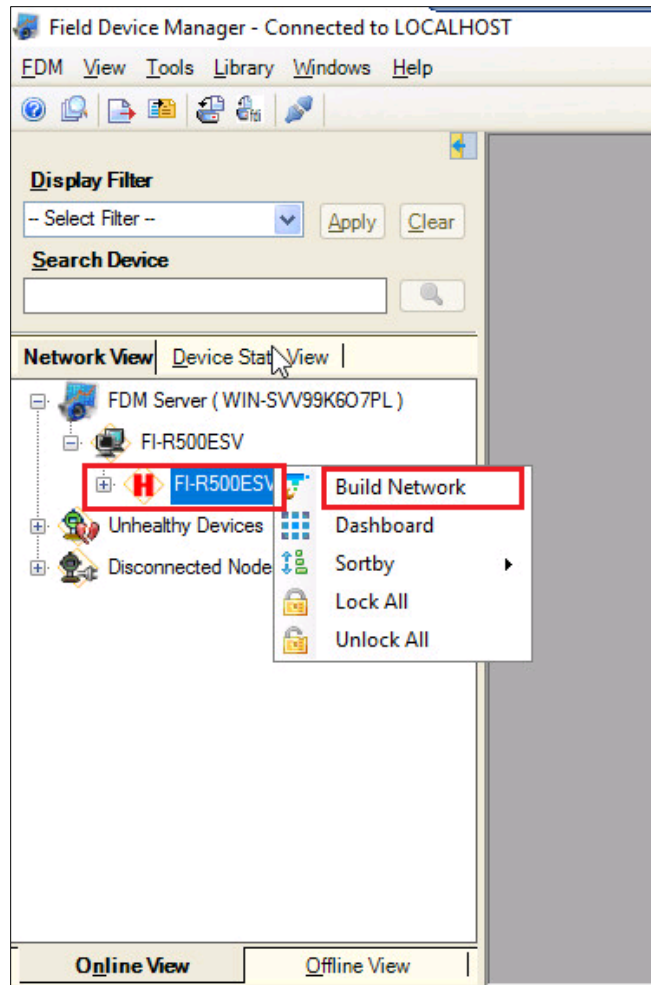 Field Device Manager - Connected to LOCALHOST
FDM View Tools Library Windows Help
Display Filter
-- Select Filter --
Apply Clear
Search Device
Network View Device Stat View
FDM Server ( WIN-SVV99K6O7PL )
FI-R500ESV
H FI-R500ESV
Build Network
Unhealthy Devices
Dashboard
Disconnected Node
Sortby
Lock All
Unlock All
Online View Offline View